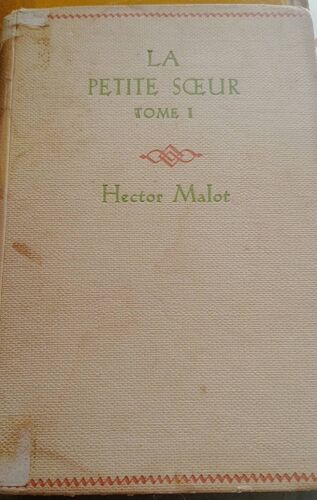 LA
PETITE SŒUR
TOME I
Hector Malot